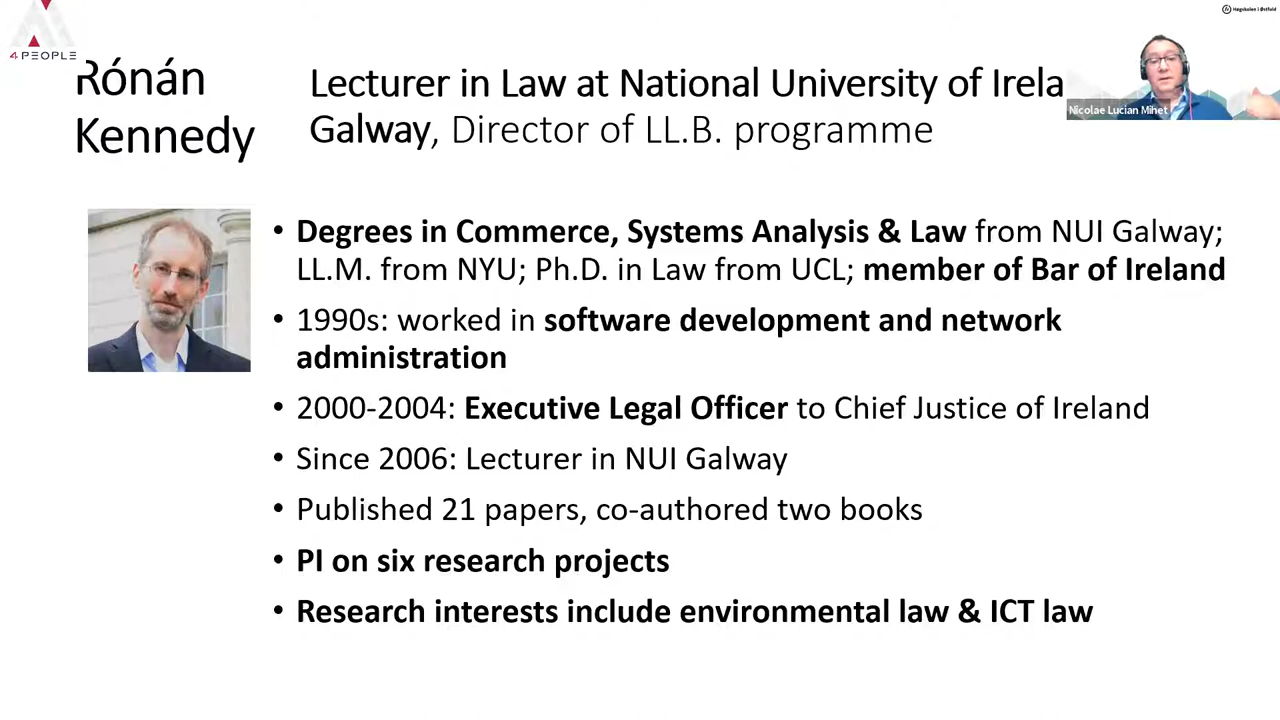 4PEOPLE
Høgskolen i Østfold
Rónán
Kennedy
Lecturer in Law at National University of Irela
Galway, Director of LL.B. programme
Nicolae Lucian Mihet
• Degrees in Commerce, Systems Analysis & Law from NUI Galway;
LL.M. from NYU; Ph.D. in Law from UCL; member of Bar of Ireland
• 1990s: worked in software development and network
administration
• 2000-2004: Executive Legal Officer to Chief Justice of Ireland
• Since 2006: Lecturer in NUI Galway
• Published 21 papers, co-authored two books
• PI on six research projects
• Research interests include environmental law & ICT law